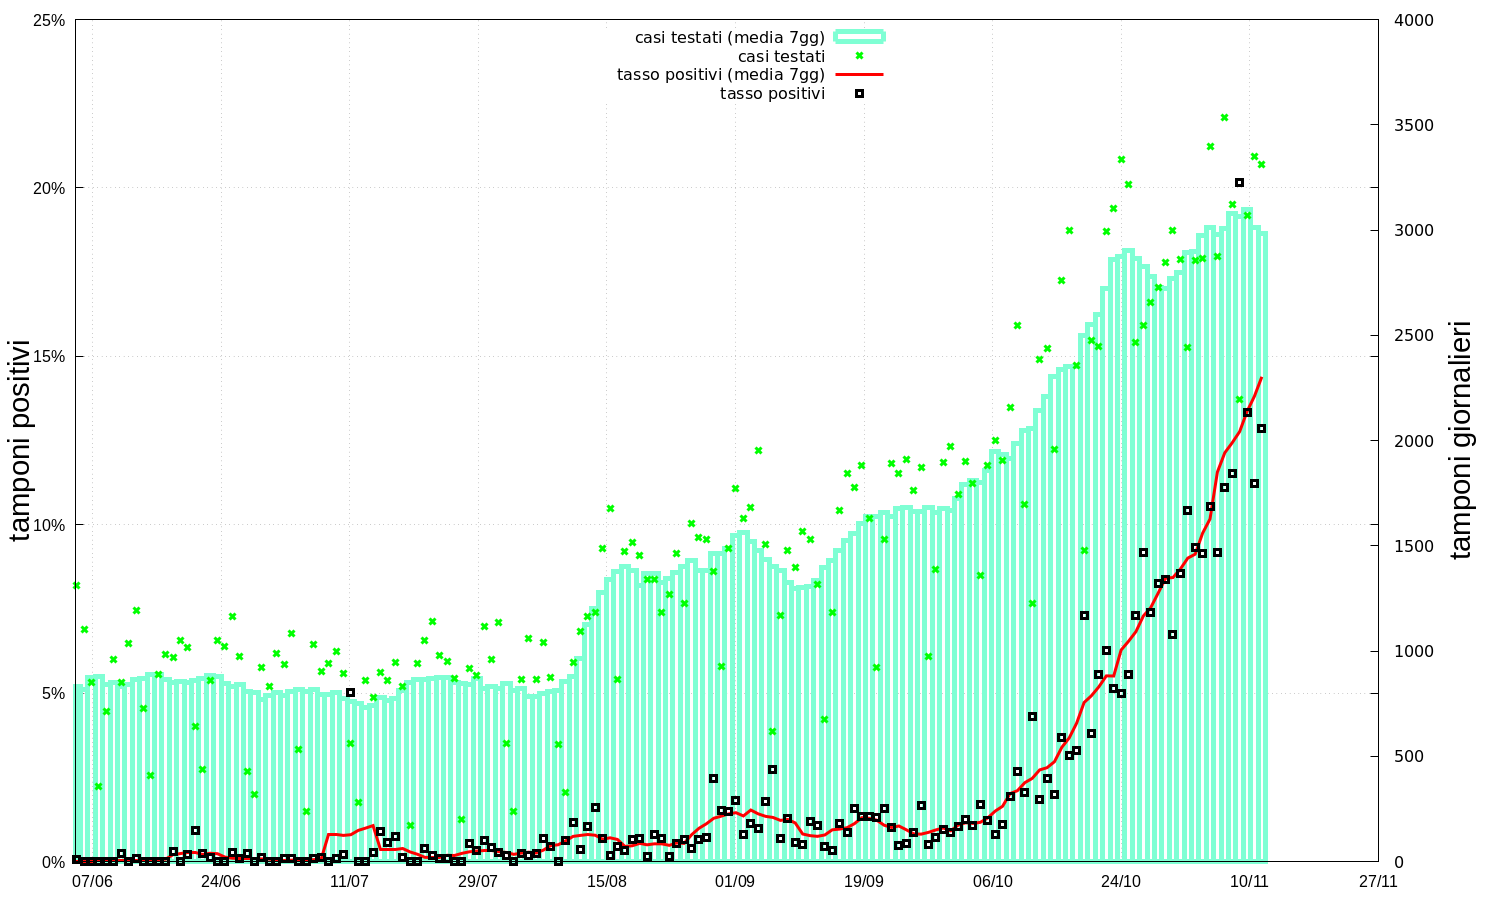 casi testati (media 7gg)
casi testati
tasso positivi (media 7gg)
tasso positivi
25%
20%
15%
10%
5%
0%
tamponi positivi
4000
3500
3000
2500
2000
1500
1000
500
0
tamponi giornalieri
07/06 24/06 11/07 29/07 15/08 01/09 19/09 06/10 24/10 10/11 27/11